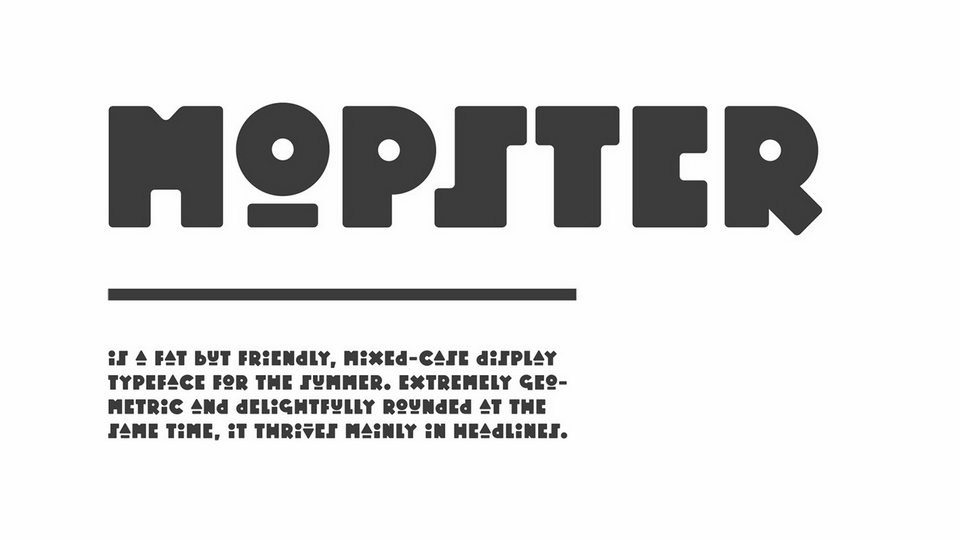 MOPSTER
iS A FAT bUT FRiENdLY, MiXEd-CASE diSPLAY
TYPEFACE FOR THE SUMMER. EXTREMELY GEO-
METRiC ANd dELiGHTFULLY ROUNdEd AT THE
SAME TiME, iT THRiVES MAiNLY iN HEAdLiNES.